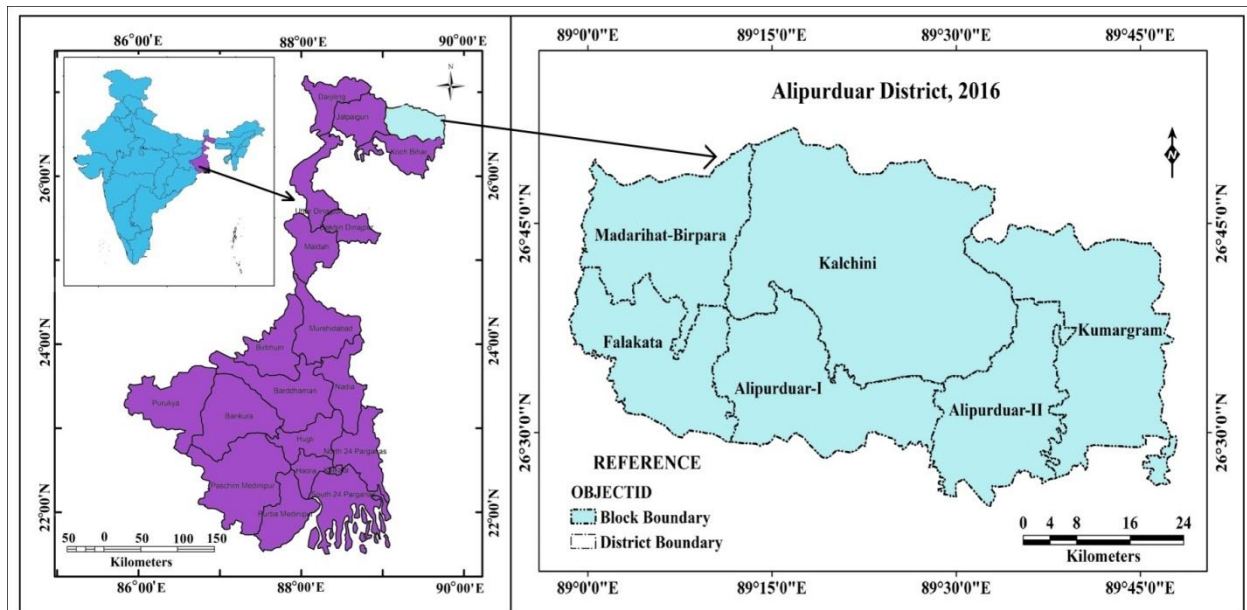 86°00'E
88°00'E
90°00'E
N
Darjiling
Jalpaiguri
Koch Bihar
26°00'N
26°00'N
Uttar Dinajpur
Dakshin Dinajpur
Maldah
24°00'N
24°00'N
Murshidabad
Birbhum
Barddhaman
Nadia
Puruliya
Bankura
Hugli
North 24 Parganas
Haora
Kolkata
Paschim Medinipur
South 24 Parganas
Purba Medinipur
22°00'N
22°00'N
50 0 50 100 150
Kilometers
86°00'E
88°00'E
90°00'E
89°0'0"E
89°15'0"E
89°30'0"E
89°45'0"E
Alipurduar District, 2016
N
26°45'0"N
26°45'0"N
Madarihat-Birpara
Kalchini
Kumargram
Falakata
Alipurduar-I
Alipurduar-II
26°30'0"N
26°30'0"N
REFERENCE
OBJECTID
Block Boundary
District Boundary
0 4 8 16 24
Kilometers
89°0'0"E
89°15'0"E
89°30'0"E
89°45'0"E